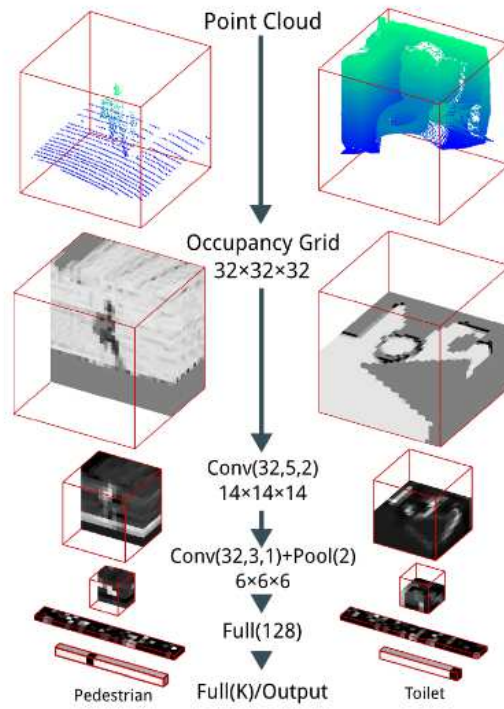 Point Cloud
Occupancy Grid
32×32×32
Conv(32,5,2)
14×14×14
Conv(32,3,1)+Pool(2)
6×6×6
Full(128)
Full(K)/Output
Pedestrian
Toilet